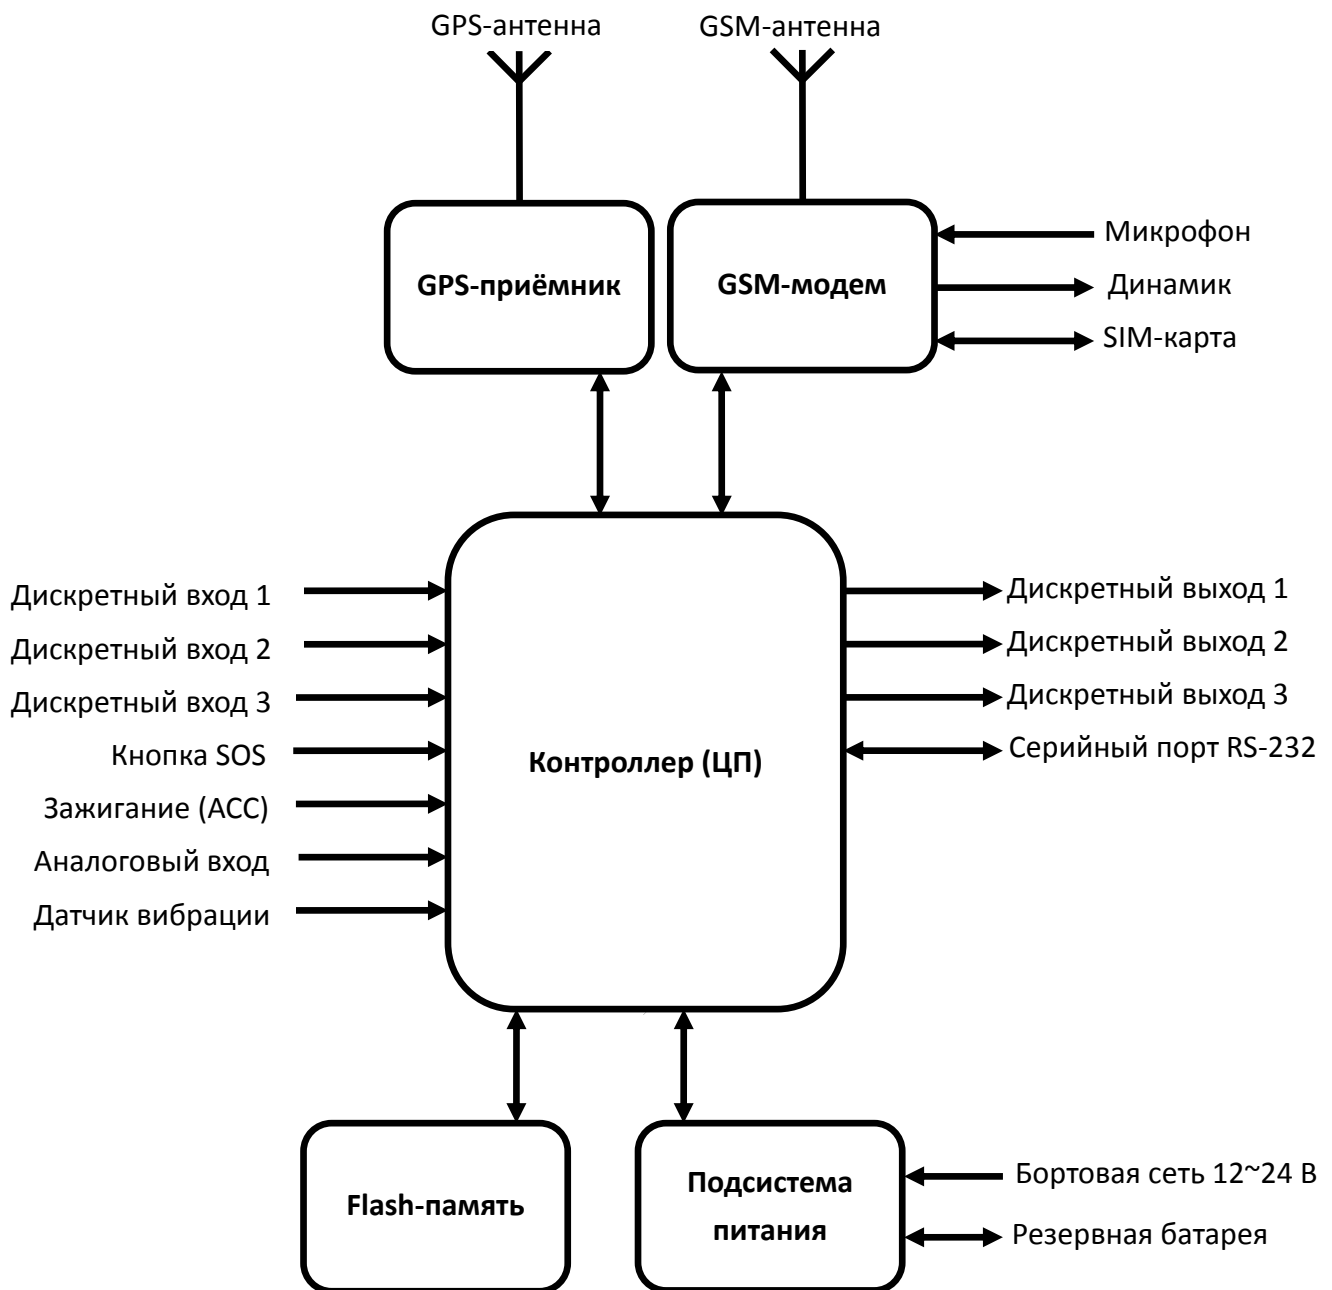 GPS-антенна
GSM-антенна
GPS-приёмник
GSM-модем
Микрофон
Динамик
SIM-карта
Дискретный вход 1
Дискретный вход 2
Дискретный вход 3
Кнопка SOS
Зажигание (ACC)
Аналоговый вход
Датчик вибрации
Контроллер (ЦП)
Дискретный выход 1
Дискретный выход 2
Дискретный выход 3
Серийный порт RS-232
Flash-память
Подсистема
питания
Бортовая сеть 12~24 В
Резервная батарея